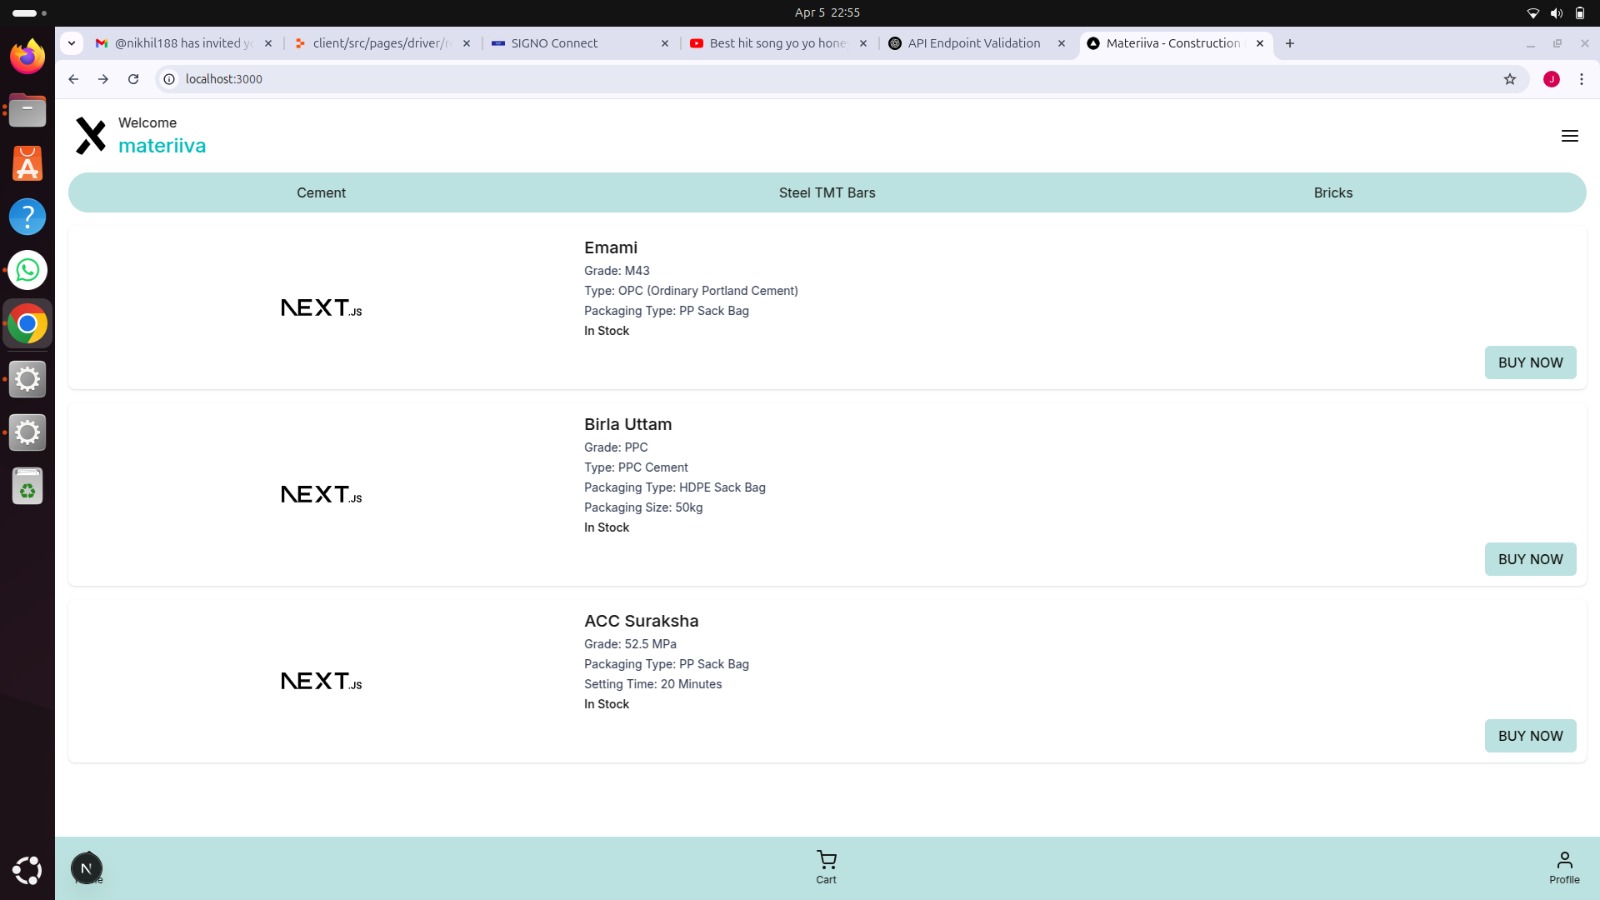 Apr 5 22:55
@nikhil188 has invited
client/src/pages/driver/
SIGNO Connect
Best hit song yo yo hone
API Endpoint Validation
Materiiva - Construction
localhost:3000
J
Welcome
materiiva
Cement
Steel TMT Bars
Bricks
NEXT.JS
Emami
Grade: M43
Type: OPC (Ordinary Portland Cement)
Packaging Type: PP Sack Bag
In Stock
BUY NOW
NEXT.JS
Birla Uttam
Grade: PPC
Type: PPC Cement
Packaging Type: HDPE Sack Bag
Packaging Size: 50kg
In Stock
BUY NOW
NEXT.JS
ACC Suraksha
Grade: 52.5 MPa
Packaging Type: PP Sack Bag
Setting Time: 20 Minutes
In Stock
BUY NOW
N
Cart
Profile